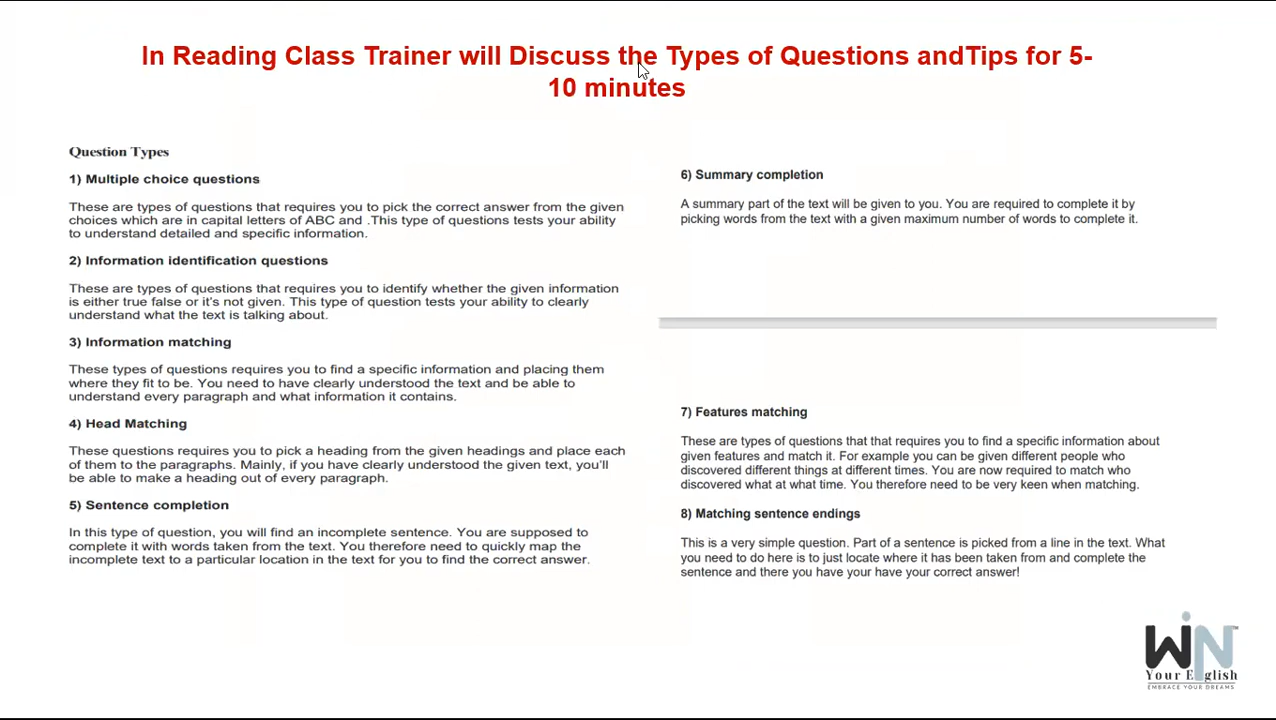 In Reading Class Trainer will Discuss the Types of Questions andTips for 5-
10 minutes
Question Types
1) Multiple choice questions
These are types of questions that requires you to pick the correct answer from the given
choices which are in capital letters of ABC and .This type of questions tests your ability
to understand detailed and specific information.
2) Information identification questions
These are types of questions that requires you to identify whether the given information
is either true false or it's not given. This type of question tests your ability to clearly
understand what the text is talking about.
3) Information matching
These types of questions requires you to find a specific information and placing them
where they fit to be. You need to have clearly understood the text and be able to
understand every paragraph and what information it contains.
4) Head Matching
These questions requires you to pick a heading from the given headings and place each
of them to the paragraphs. Mainly, if you have clearly understood the given text, you'll
be able to make a heading out of every paragraph.
5) Sentence completion
In this type of question, you will find an incomplete sentence. You are supposed to
complete it with words taken from the text. You therefore need to quickly map the
incomplete text to a particular location in the text for you to find the correct answer.
6) Summary completion
A summary part of the text will be given to you. You are required to complete it by
picking words from the text with a given maximum number of words to complete it.
7) Features matching
These are types of questions that that requires you to find a specific information about
given features and match it. For example you can be given different people who
discovered different things at different times. You are now required to match who
discovered what at what time. You therefore need to be very keen when matching.
8) Matching sentence endings
This is a very simple question. Part of a sentence is picked from a line in the text. What
you need to do here is to just locate where it has been taken from and complete the
sentence and there you have your have your correct answer!
WiN™
Your English
EMBRACE YOUR DREAMS